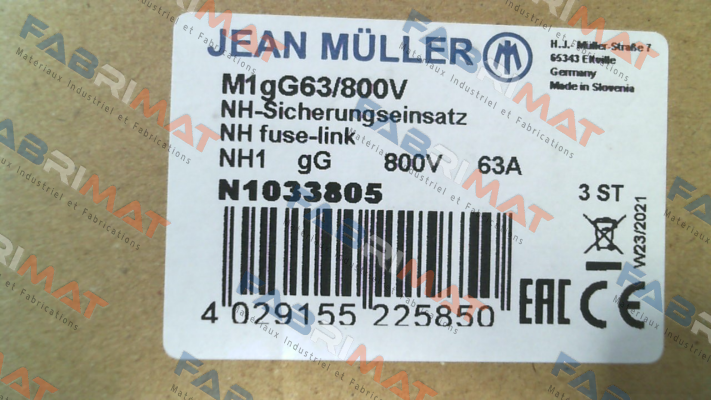 JEAN MÜLLER
H.J.- Müller-Straße 7
65343 Eltville
Germany
Made in Slovenia
M1gG63/800V
NH-Sicherungseinsatz
NH fuse-link
NH1 gG 800V 63A
N1033805
3 ST
W23/2021
4 029155 225850
EAC CE
FABRIMAT
Matériaux Industriel et Fabrications